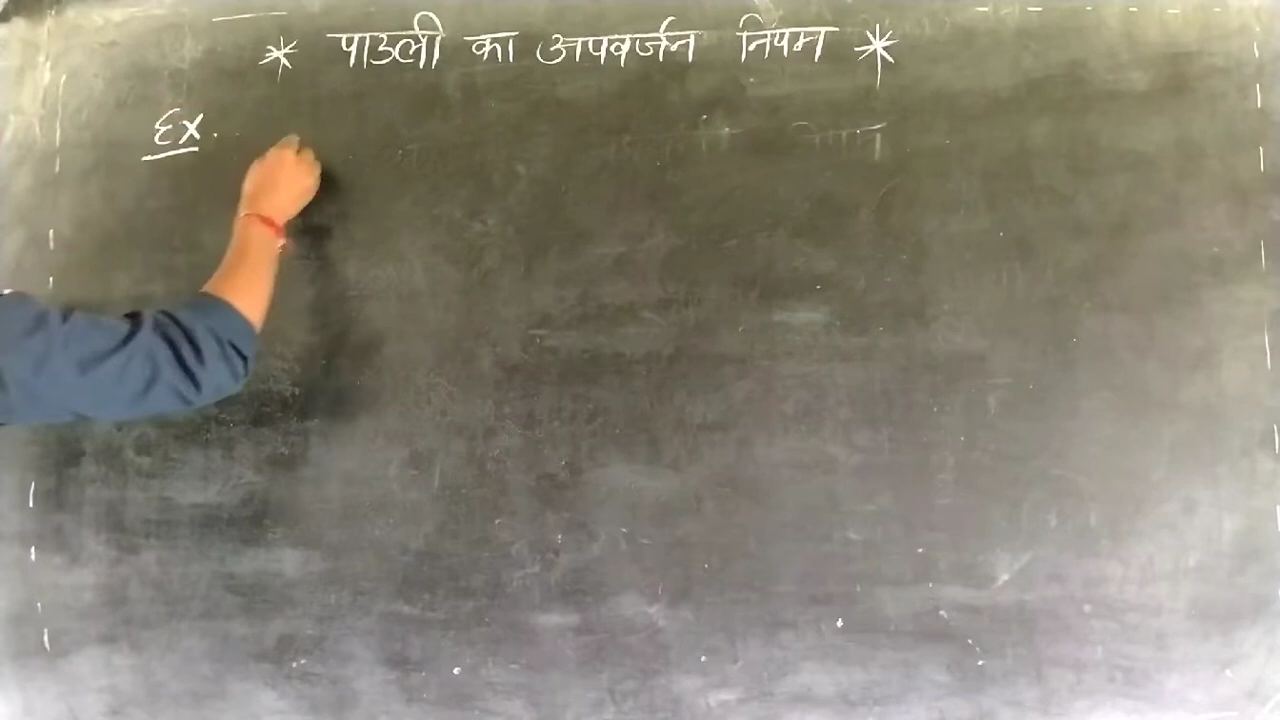 * पाउली का अपवर्जन नियम *
Ex.